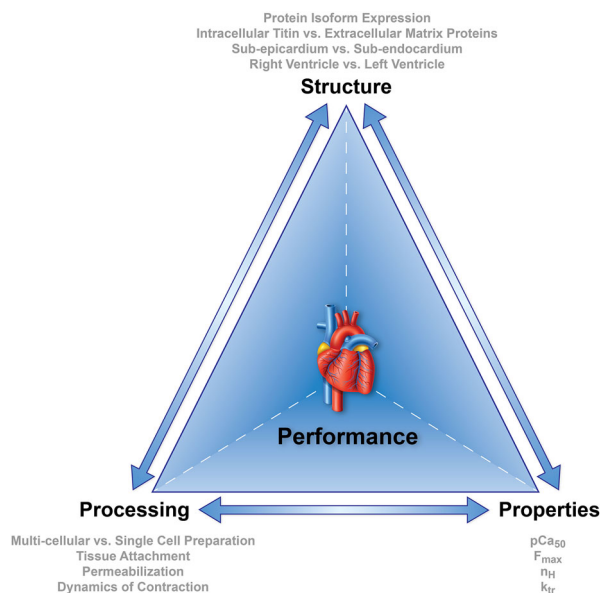 Protein Isoform Expression
Intracellular Titin vs. Extracellular Matrix Proteins
Sub-epicardium vs. Sub-endocardium
Right Ventricle vs. Left Ventricle
Structure
Performance
Processing
Properties
Multi-cellular vs. Single Cell Preparation
Tissue Attachment
Permeabilization
Dynamics of Contraction
pCa₅₀
Fₘₐₓ
n_H
kₜᵣ